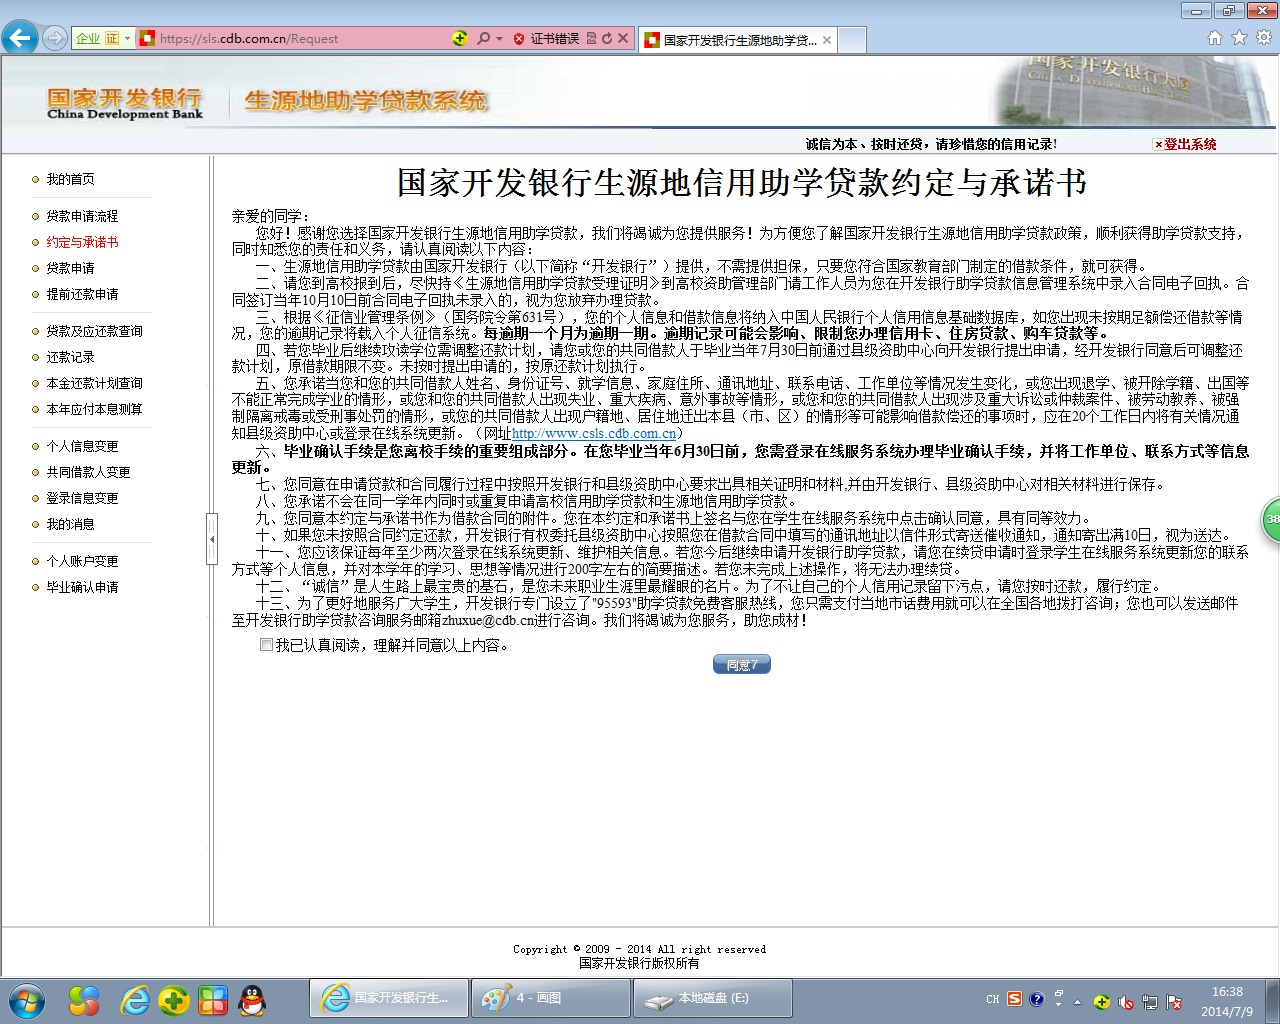 企业 证 https://sls.cdb.com.cn/Request 证书错误 国家开发银行生源地助学贷...
国家开发银行
China Development Bank
生源地助学贷款系统
诚信为本、按时还贷，请珍惜您的信用记录！ 登出系统
我的首页
贷款申请流程
约定与承诺书
贷款申请
提前还款申请
贷款及应还款查询
还款记录
本金还款计划查询
本年应付本息测算
个人信息变更
共同借款人变更
登录信息变更
我的消息
个人账户变更
毕业确认申请
国家开发银行生源地信用助学贷款约定与承诺书
亲爱的同学：
您好！感谢您选择国家开发银行生源地信用助学贷款，我们将竭诚为您提供服务！为方便您了解国家开发银行生源地信用助学贷款政策，顺利获得助学贷款支持，
同时知悉您的责任和义务，请认真阅读以下内容：
一、生源地信用助学贷款由国家开发银行（以下简称“开发银行”）提供，不需提供担保，只要您符合国家教育部门制定的借款条件，就可获得。
二、请您到高校报到后，尽快持《生源地信用助学贷款受理证明》到高校资助管理部门请工作人员为您在开发银行助学贷款信息管理系统中录入合同电子回执。合
同签订当年10月10日前合同电子回执未录入的，视为您放弃办理贷款。
三、根据《征信业管理条例》（国务院令第631号），您的个人信息和借款信息将纳入中国人民银行个人信用信息基础数据库，如您出现未按期足额偿还借款等情
况，您的逾期记录将载入个人征信系统。每逾期一个月为逾期一期。逾期记录可能会影响、限制您办理信用卡、住房贷款、购车贷款等。
四、若您毕业后继续攻读学位需调整还款计划，请您或您的共同借款人于毕业当年7月30日前通过县级资助中心向开发银行提出申请，经开发银行同意后可调整还
款计划，原借款期限不变。未按时提出申请的，按原还款计划执行。
五、您承诺当您和您的共同借款人姓名、身份证号、就学信息、家庭住所、通讯地址、联系电话、工作单位等情况发生变化，或您出现退学、被开除学籍、出国等
不能正常完成学业的情形，或您和您的共同借款人出现失业、重大疾病、意外事故等情形，或您和您的共同借款人出现涉及重大诉讼或仲裁案件、被劳动教养、被强
制隔离戒毒或受刑事处罚的情形，或您的共同借款人出现户籍地、居住地迁出本县（市、区）的情形等可能影响借款偿还的事项时，应在20个工作日内将有关情况通
知县级资助中心或登录在线系统更新。（网址http://www.csls.cdb.com.cn）
六、毕业确认手续是您离校手续的重要组成部分。在您毕业当年6月30日前，您需登录在线服务系统办理毕业确认手续，并将工作单位、联系方式等信息
更新。
七、您同意在申请贷款和合同履行过程中按照开发银行和县级资助中心要求出具相关证明和材料,并由开发银行、县级资助中心对相关材料进行保存。
八、您承诺不会在同一学年内同时或重复申请高校信用助学贷款和生源地信用助学贷款。
九、您同意本约定与承诺书作为借款合同的附件。您在本约定和承诺书上签名与您在学生在线服务系统中点击确认同意，具有同等效力。
十、如果您未按照合同约定还款，开发银行有权委托县级资助中心按照您在借款合同中填写的通讯地址以信件形式寄送催收通知，通知寄出满10日，视为送达。
十一、您应该保证每年至少两次登录在线系统更新、维护相关信息。若您今后继续申请开发银行助学贷款，请您在续贷申请时登录学生在线服务系统更新您的联系
方式等个人信息，并对本学年的学习、思想等情况进行200字左右的简要描述。若您未完成上述操作，将无法办理续贷。
十二、“诚信”是人生路上最宝贵的基石，是您未来职业生涯里最耀眼的名片。为了不让自己的个人信用记录留下污点，请您按时还款，履行约定。
十三、为了更好地服务广大学生，开发银行专门设立了"95593"助学贷款免费客服热线，您只需支付当地市话费用就可以在全国各地拨打咨询；您也可以发送邮件
至开发银行助学贷款咨询服务邮箱zhuxue@cdb.cn进行咨询。我们将竭诚为您服务，助您成材！
我已认真阅读，理解并同意以上内容。
同意7
38
Copyright © 2009 - 2014 All right reserved
国家开发银行版权所有
国家开发银行生... 4 - 画图 本地磁盘 (E:) CH 16:38
2014/7/9